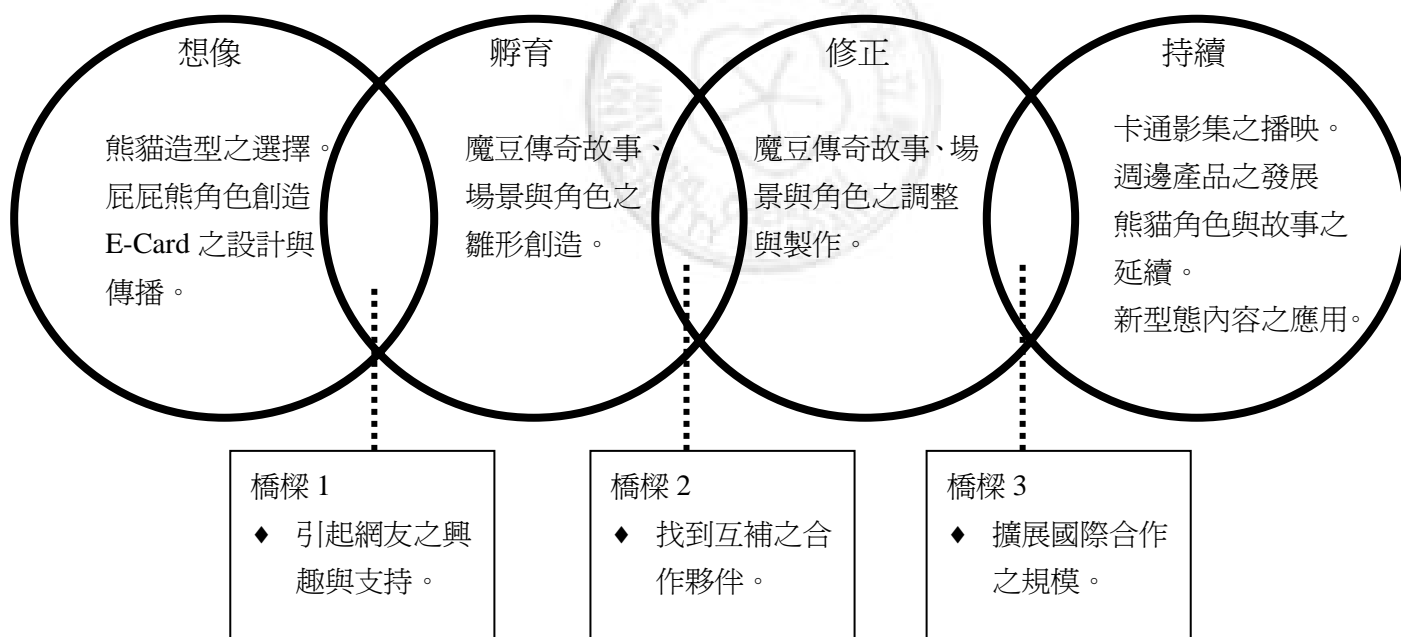 想像
熊貓造型之選擇。
屁屁熊角色創造
E-Card 之設計與
傳播。
孵育
魔豆傳奇故事、
場景與角色之
雛形創造。
修正
魔豆傳奇故事、場
景與角色之調整
與製作。
持續
卡通影集之播映。
週邊產品之發展
熊貓角色與故事之
延續。
新型態內容之應用。
橋樑 1
♦ 引起網友之興
趣與支持。
橋樑 2
♦ 找到互補之合
作夥伴。
橋樑 3
♦ 擴展國際合作
之規模。